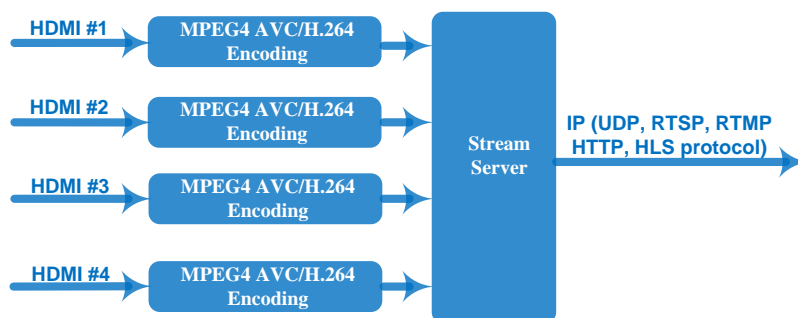 HDMI #1
MPEG4 AVC/H.264
Encoding
HDMI #2
MPEG4 AVC/H.264
Encoding
HDMI #3
MPEG4 AVC/H.264
Encoding
HDMI #4
MPEG4 AVC/H.264
Encoding
Stream
Server
IP (UDP, RTSP, RTMP
HTTP, HLS protocol)